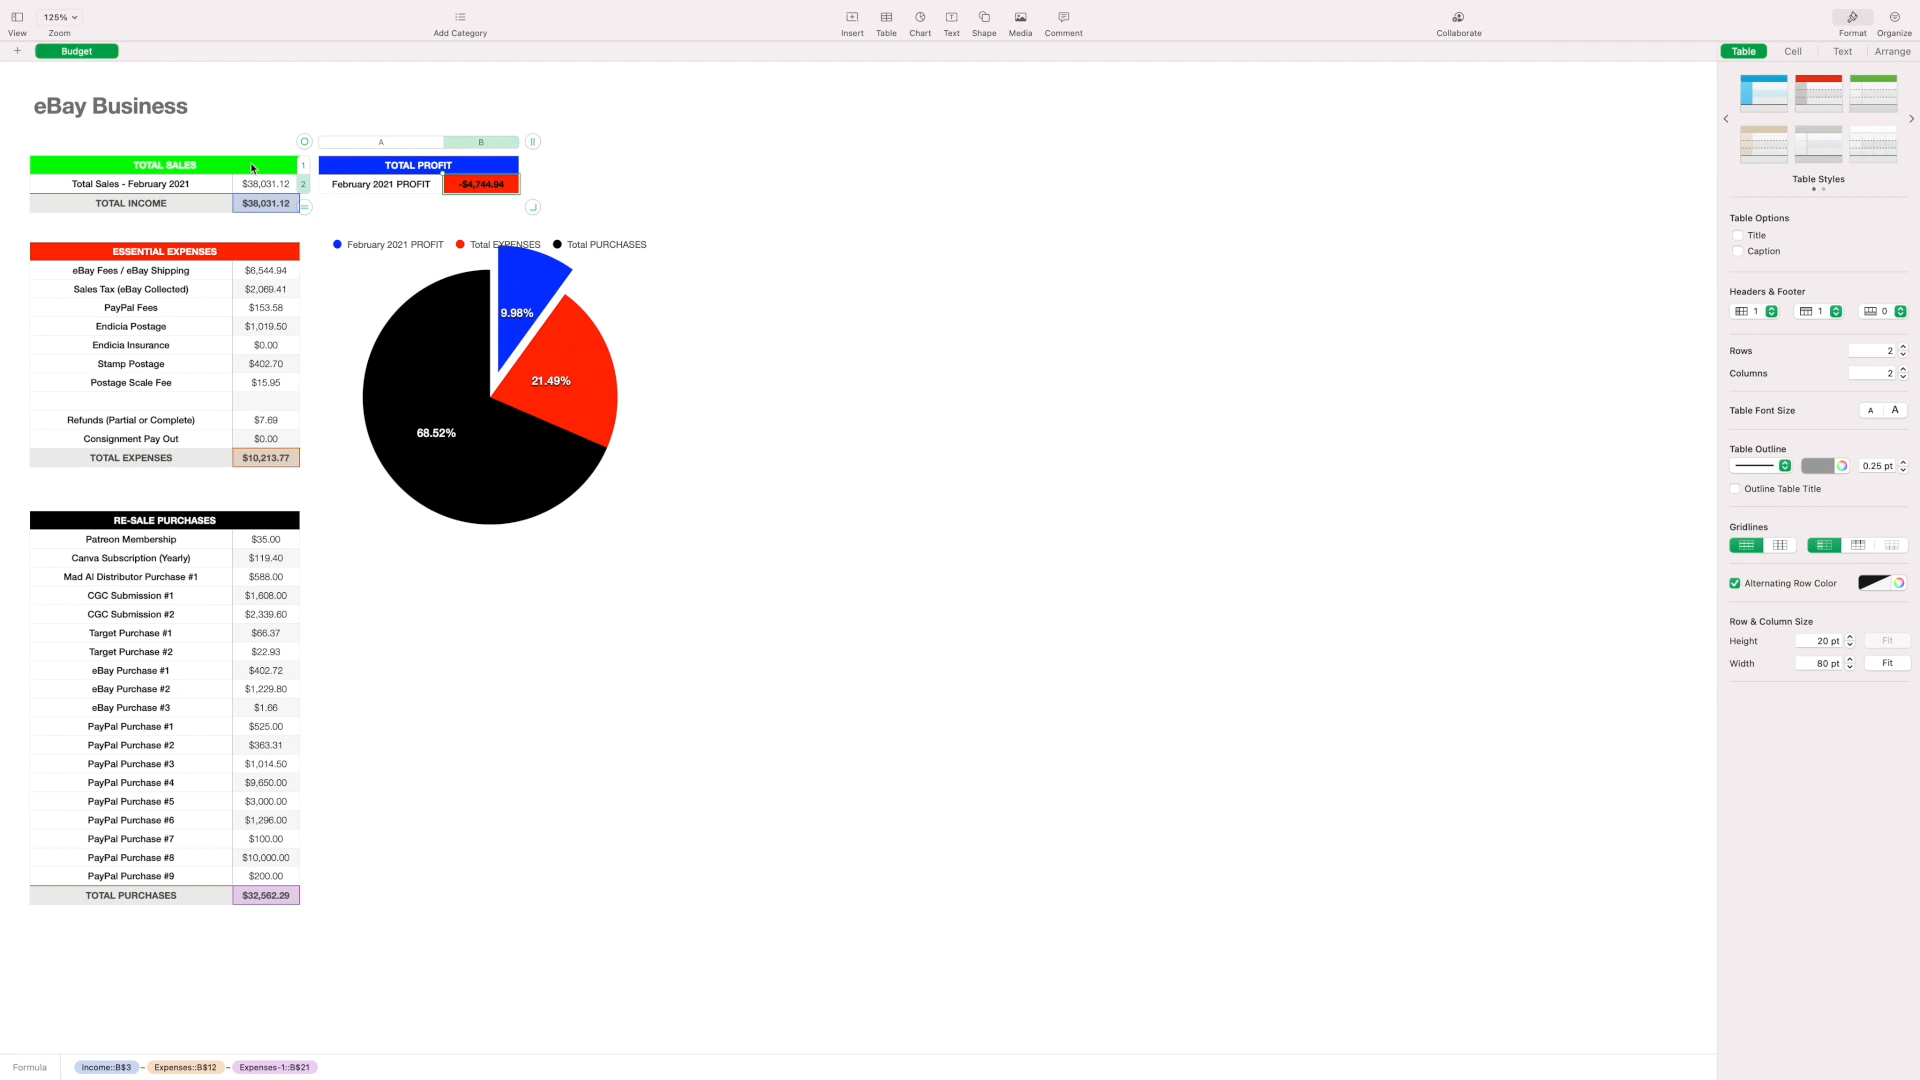 125%
View
Zoom
Add Category
Insert
Table
Chart
Text
Shape
Media
Comment
Collaborate
Format
Organize
Budget
Table
Cell
Text
Arrange
eBay Business
A
B
TOTAL SALES
1
TOTAL PROFIT
Total Sales - February 2021 $38,031.12
2
February 2021 PROFIT -$4,744.94
TOTAL INCOME $38,031.12
February 2021 PROFIT
Total EXPENSES
Total PURCHASES
ESSENTIAL EXPENSES
eBay Fees / eBay Shipping $6,544.94
Sales Tax (eBay Collected) $2,069.41
PayPal Fees $153.58
Endicia Postage $1,019.50
Endicia Insurance $0.00
Stamp Postage $402.70
Postage Scale Fee $15.95
Refunds (Partial or Complete) $7.69
Consignment Pay Out $0.00
TOTAL EXPENSES $10,213.77
9.98%
21.49%
68.52%
RE-SALE PURCHASES
Patreon Membership $35.00
Canva Subscription (Yearly) $119.40
Mad Al Distributor Purchase #1 $588.00
CGC Submission #1 $1,608.00
CGC Submission #2 $2,339.60
Target Purchase #1 $66.37
Target Purchase #2 $22.93
eBay Purchase #1 $402.72
eBay Purchase #2 $1,229.80
eBay Purchase #3 $1.66
PayPal Purchase #1 $525.00
PayPal Purchase #2 $363.31
PayPal Purchase #3 $1,014.50
PayPal Purchase #4 $9,650.00
PayPal Purchase #5 $3,000.00
PayPal Purchase #6 $1,296.00
PayPal Purchase #7 $100.00
PayPal Purchase #8 $10,000.00
PayPal Purchase #9 $200.00
TOTAL PURCHASES $32,562.29
Table Styles
Table Options
Title
Caption
Headers & Footer
1
1
0
Rows 2
Columns 2
Table Font Size A A
Table Outline
0.25 pt
Outline Table Title
Gridlines
Alternating Row Color
Row & Column Size
Height 20 pt Fit
Width 80 pt Fit
Formula Income::B$3 – Expenses::B$12 – Expenses-1::B$21